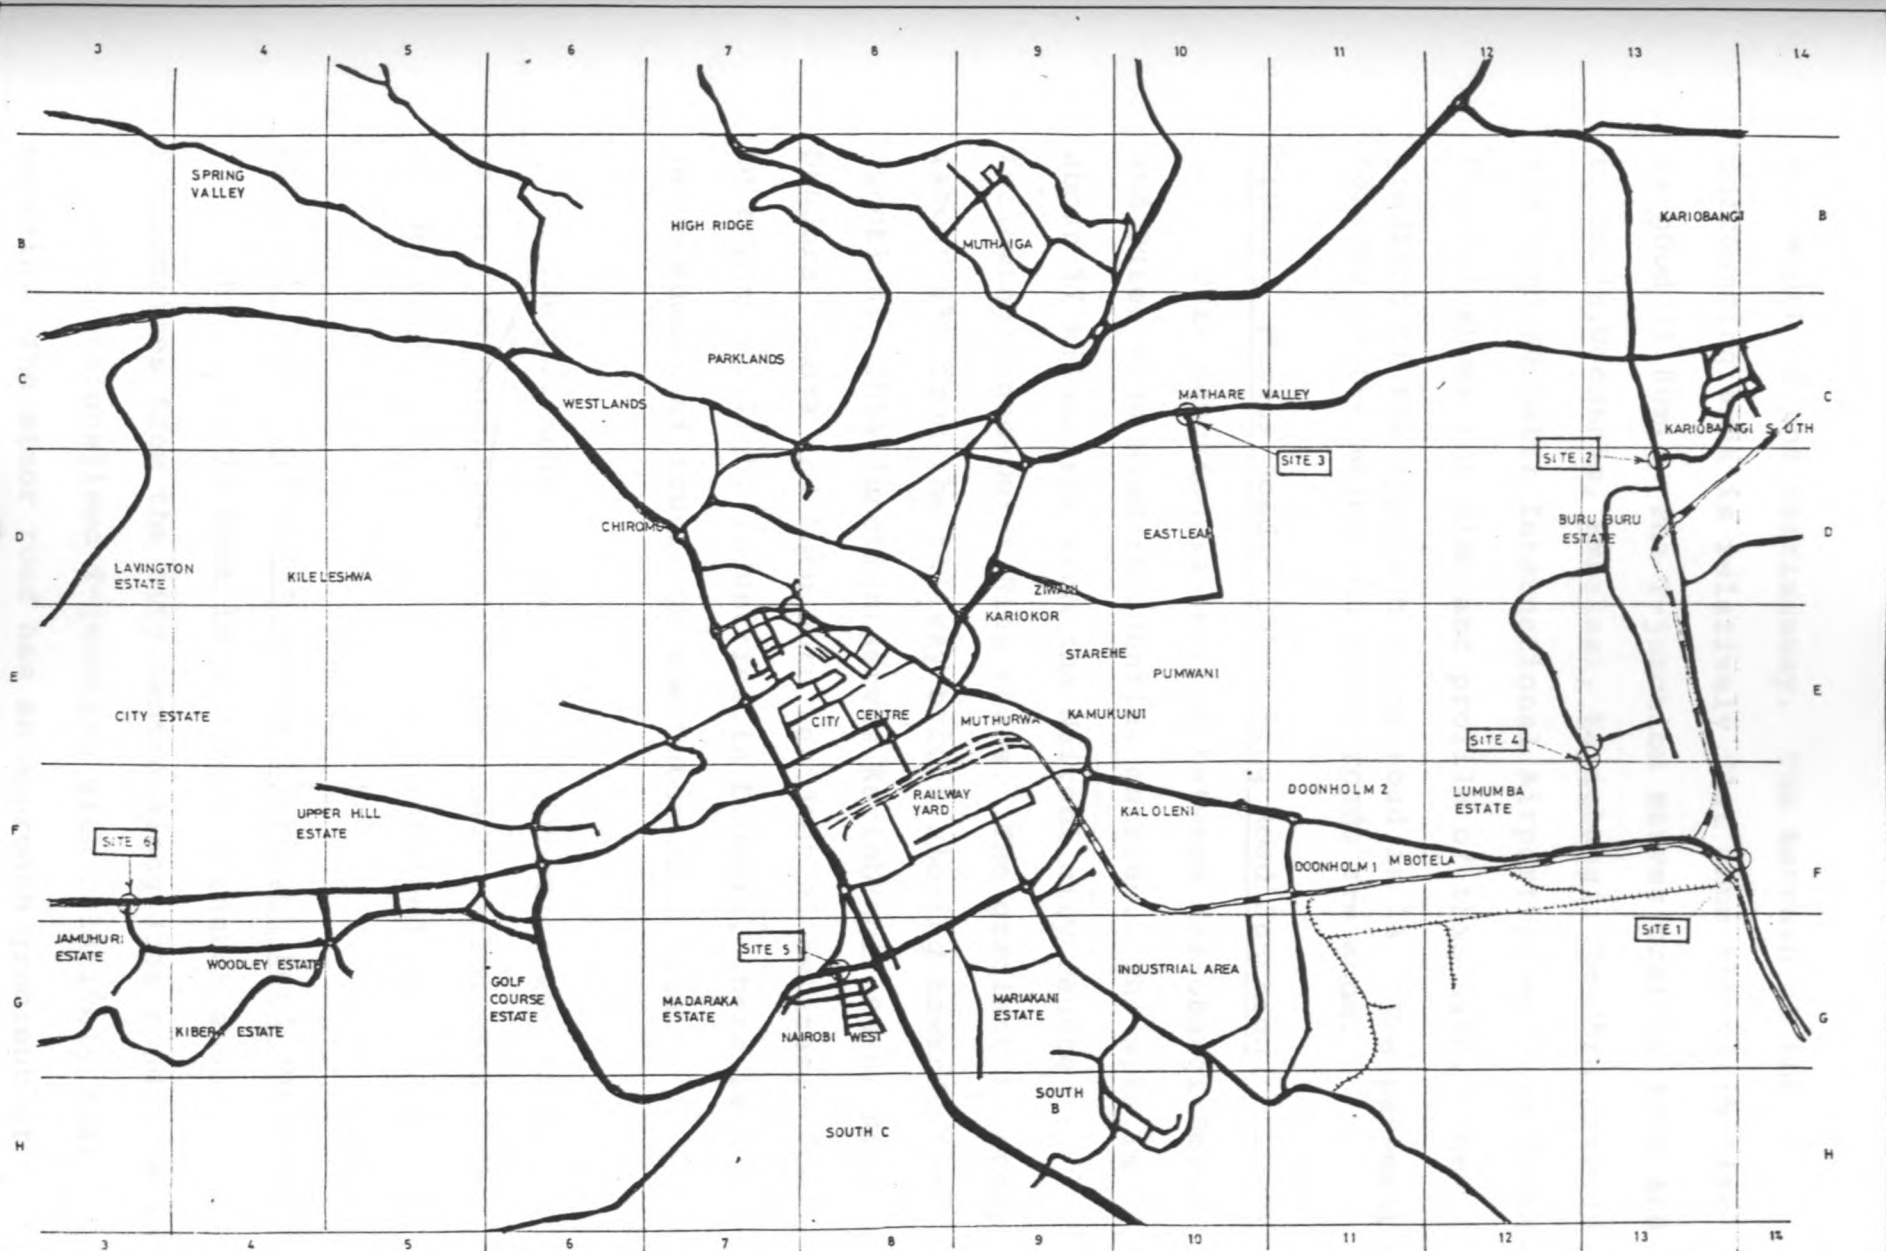 3 4 5 6 7 8 9 10 11 12 13 14
SPRING
VALLEY
HIGH RIDGE
MUTHAIGA
KARIOBANGI
B
B
PARKLANDS
WESTLANDS
MATHARE VALLEY
C
C
KARIOBANGI S UTH
SITE 3
SITE 2
CHIROMO
EASTLEAH
BURU BURU
ESTATE
D
D
LAVINGTON
ESTATE
KILELESHWA
ZIWANI
KARIOKOR
STAREHE
PUMWANI
E
E
CITY ESTATE
CITY CENTRE
MUTHURWA
KAMUKUNJI
SITE 4
UPPER HILL
ESTATE
RAILWAY
YARD
KALOLENI
DOONHOLM 2
LUMUMBA
ESTATE
F
F
SITE 6
DOONHOLM 1
MBOTELA
SITE 1
JAMUHURI
ESTATE
WOODLEY ESTATE
SITE 5
GOLF
COURSE
ESTATE
MADARAKA
ESTATE
MARIAKANI
ESTATE
INDUSTRIAL AREA
G
G
KIBERA ESTATE
NAIROBI WEST
SOUTH
B
SOUTH C
H
H
3 4 5 6 7 8 9 10 11 12 13